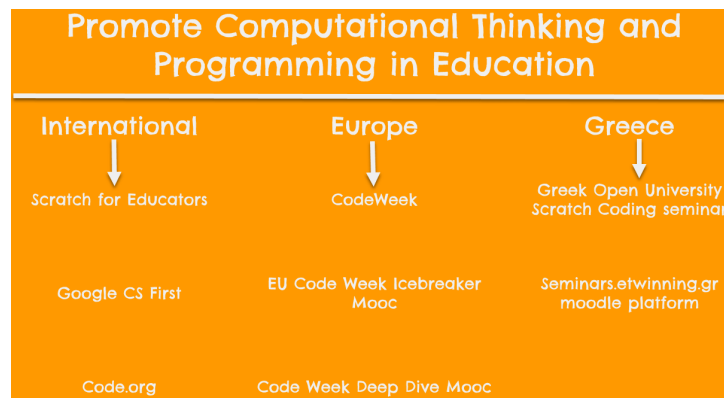 Promote Computational Thinking and
Programming in Education
International
Europe
Greece
Scratch for Educators
CodeWeek
Greek Open University
Scratch Coding seminar
Google CS First
EU Code Week Icebreaker
Mooc
Seminars.etwinning.gr
moodle platform
Code.org
Code Week Deep Dive Mooc